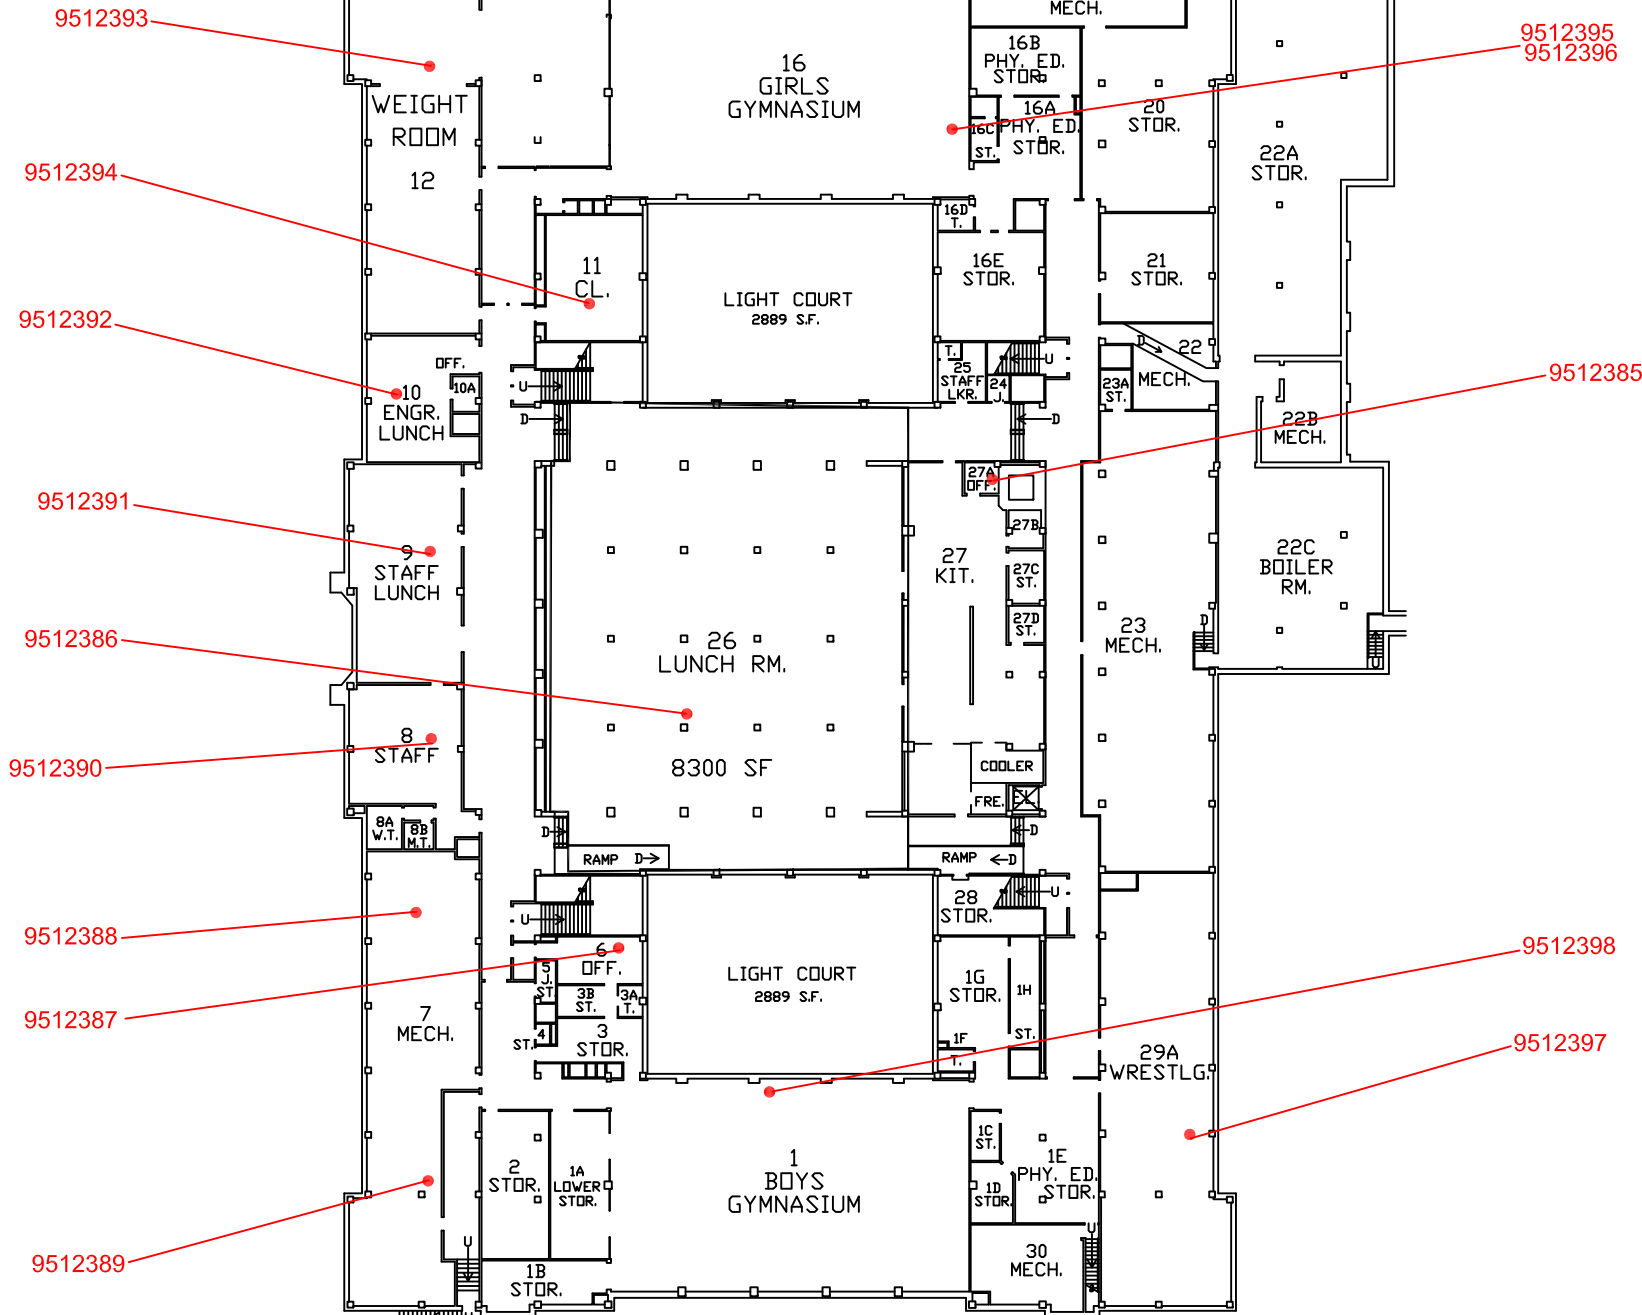 MECH.
9512393
9512395
9512396
16B
PHY. ED.
STOR.
16
GIRLS
GYMNASIUM
WEIGHT
ROOM
12
16A
PHY. ED.
STOR.
16C
ST.
20
STOR.
22A
STOR.
U
9512394
16D
T.
11
CL.
16E
STOR.
21
STOR.
LIGHT COURT
2889 S.F.
9512392
OFF.
10
ENGR.
LUNCH
10A
U
T.
25
STAFF
LKR.
24
J.
U
D
22
MECH.
23A
ST.
9512385
D
D
22B
MECH.
27A
OFF.
9512391
9
STAFF
LUNCH
27B
27
KIT.
27C
ST.
27D
ST.
22C
BOILER
RM.
9512386
26
LUNCH RM.
23
MECH.
D
U
8
STAFF
9512390
8300 SF
COOLER
FRE.
EL.
8A
W.T.
8B
M.T.
D
D
RAMP D
RAMP D
9512388
U
28
STOR.
U
6
OFF.
5
J.
ST.
9512398
LIGHT COURT
2889 S.F.
1G
STOR.
1H
ST.
3B
ST.
3A
T.
9512387
7
MECH.
4
ST.
3
STOR.
1F
T.
9512397
29A
WRESTLG.
1C
ST.
1E
PHY. ED.
STOR.
2
STOR.
1A
LOWER
STOR.
1
BOYS
GYMNASIUM
1D
STOR.
9512389
U
1B
STOR.
30
MECH.
U